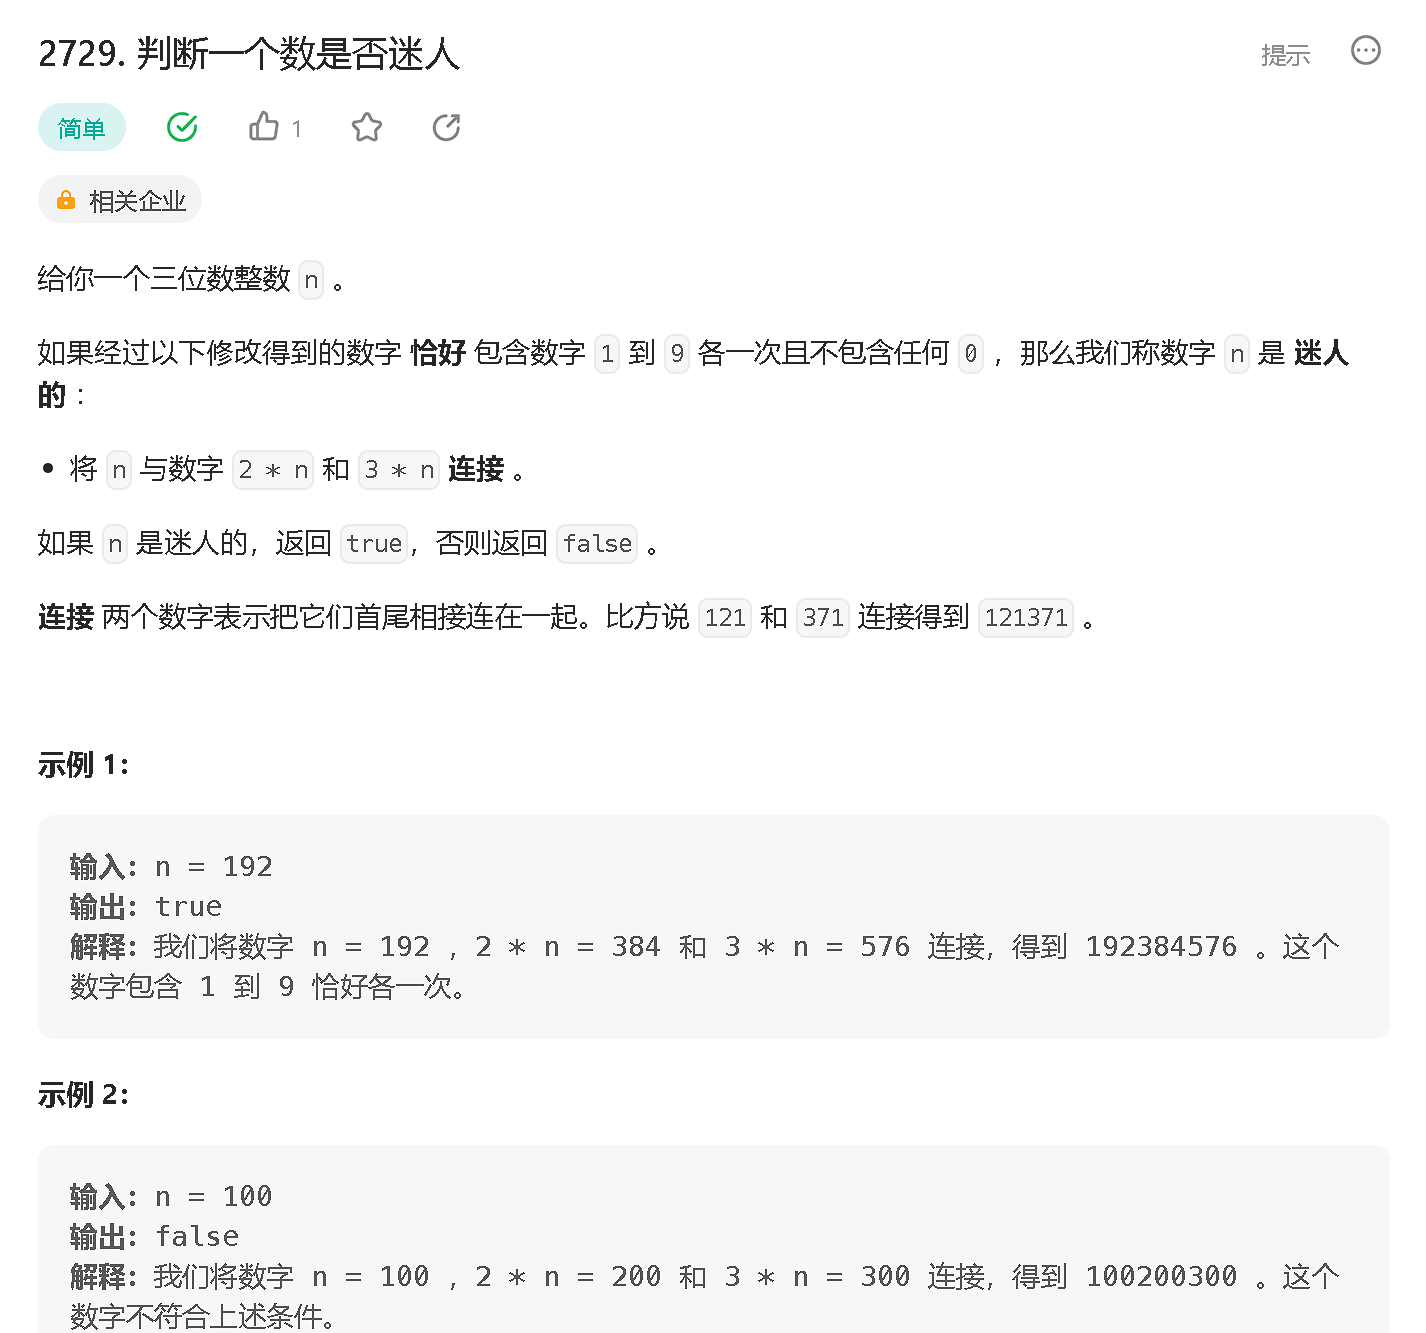 2729. 判断一个数是否迷人
提示
简单
1
相关企业
给你一个三位数整数 n 。
如果经过以下修改得到的数字 恰好 包含数字 1 到 9 各一次且不包含任何 0 ，那么我们称数字 n 是 迷人
的 ：
• 将 n 与数字 2 * n 和 3 * n 连接 。
如果 n 是迷人的，返回 true，否则返回 false 。
连接 两个数字表示把它们首尾相接连在一起。比方说 121 和 371 连接得到 121371 。
示例 1：
输入：n = 192
输出：true
解释：我们将数字 n = 192 ，2 * n = 384 和 3 * n = 576 连接，得到 192384576 。这个
数字包含 1 到 9 恰好各一次。
示例 2：
输入：n = 100
输出：false
解释：我们将数字 n = 100 ，2 * n = 200 和 3 * n = 300 连接，得到 100200300 。这个
数字不符合上述条件。